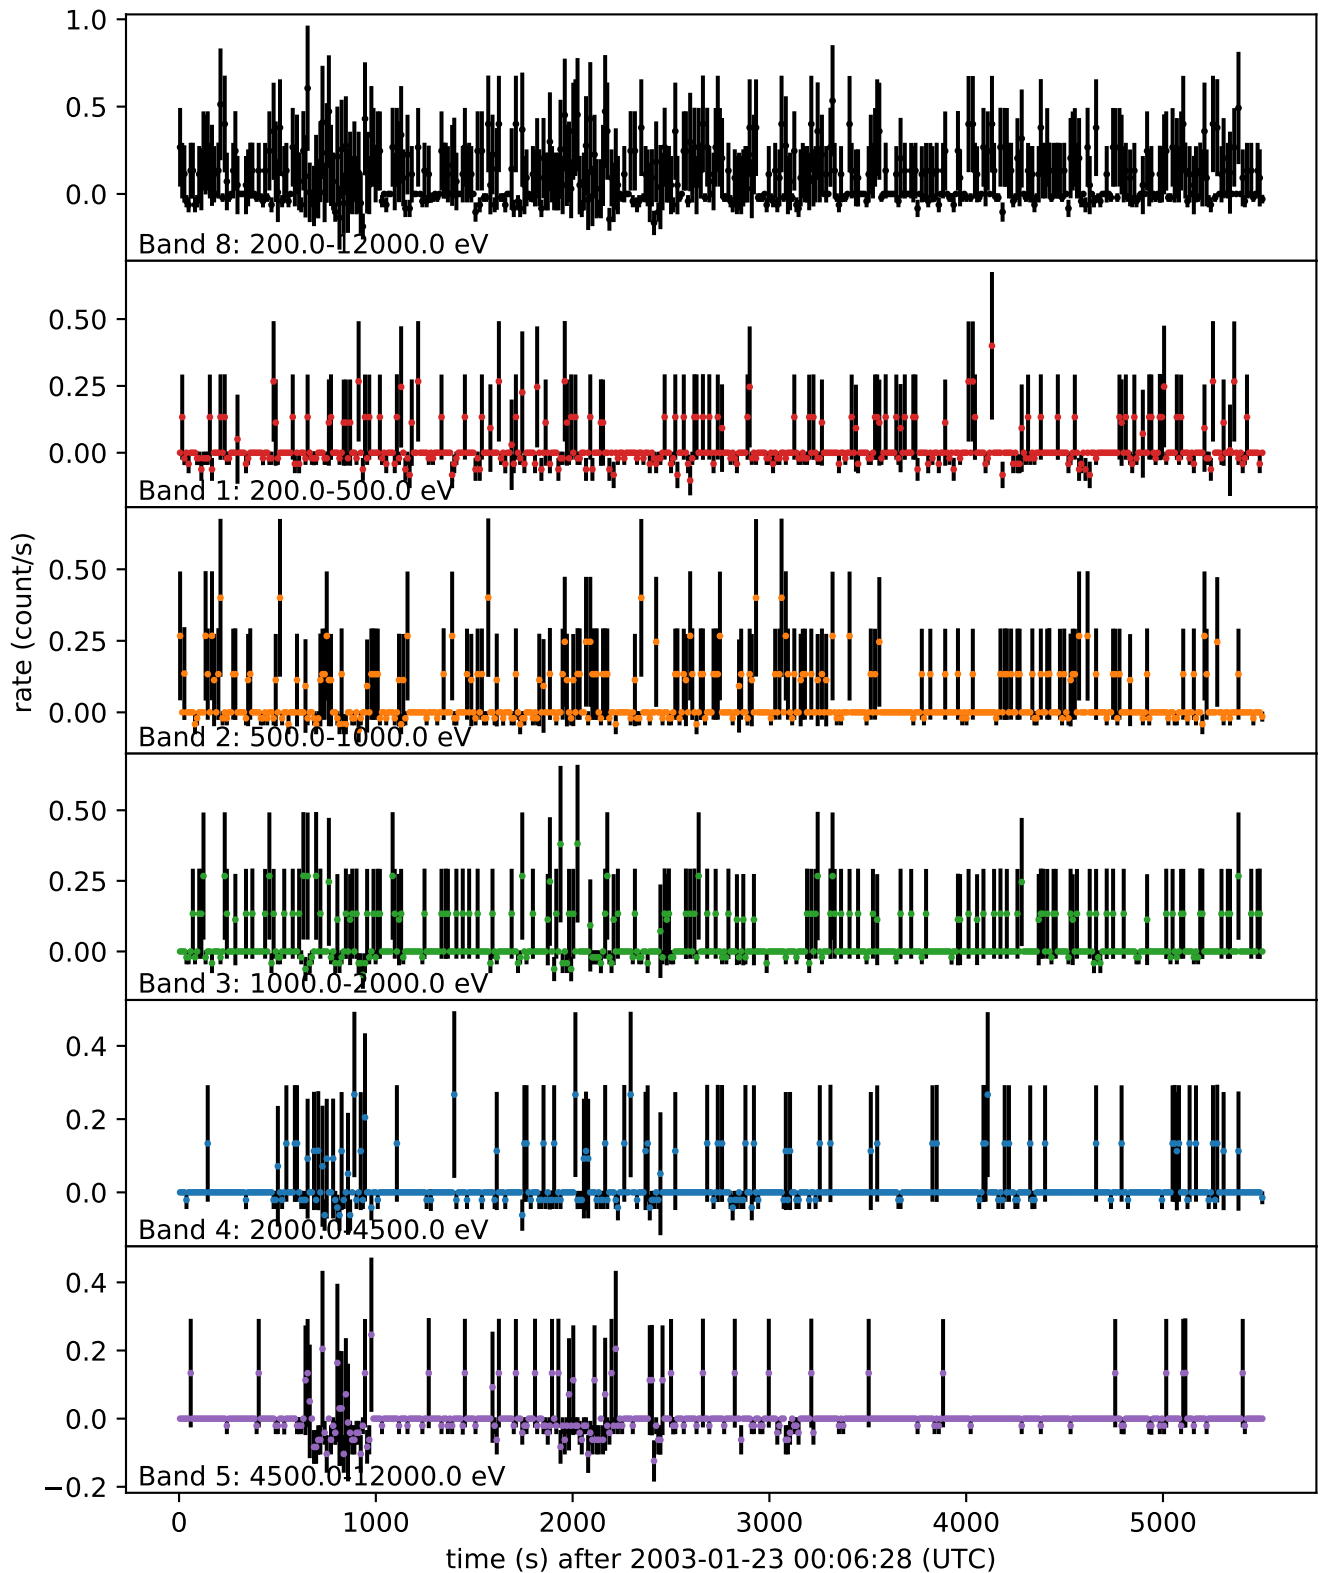 1.0
0.5
0.0
Band 8: 200.0-12000.0 eV
0.50
0.25
0.00
Band 1: 200.0-500.0 eV
rate (count/s)
0.50
0.25
0.00
Band 2: 500.0-1000.0 eV
0.50
0.25
0.00
Band 3: 1000.0-2000.0 eV
0.4
0.2
0.0
Band 4: 2000.0-4500.0 eV
0.4
0.2
0.0
−0.2
Band 5: 4500.0-12000.0 eV
0 1000 2000 3000 4000 5000
time (s) after 2003-01-23 00:06:28 (UTC)